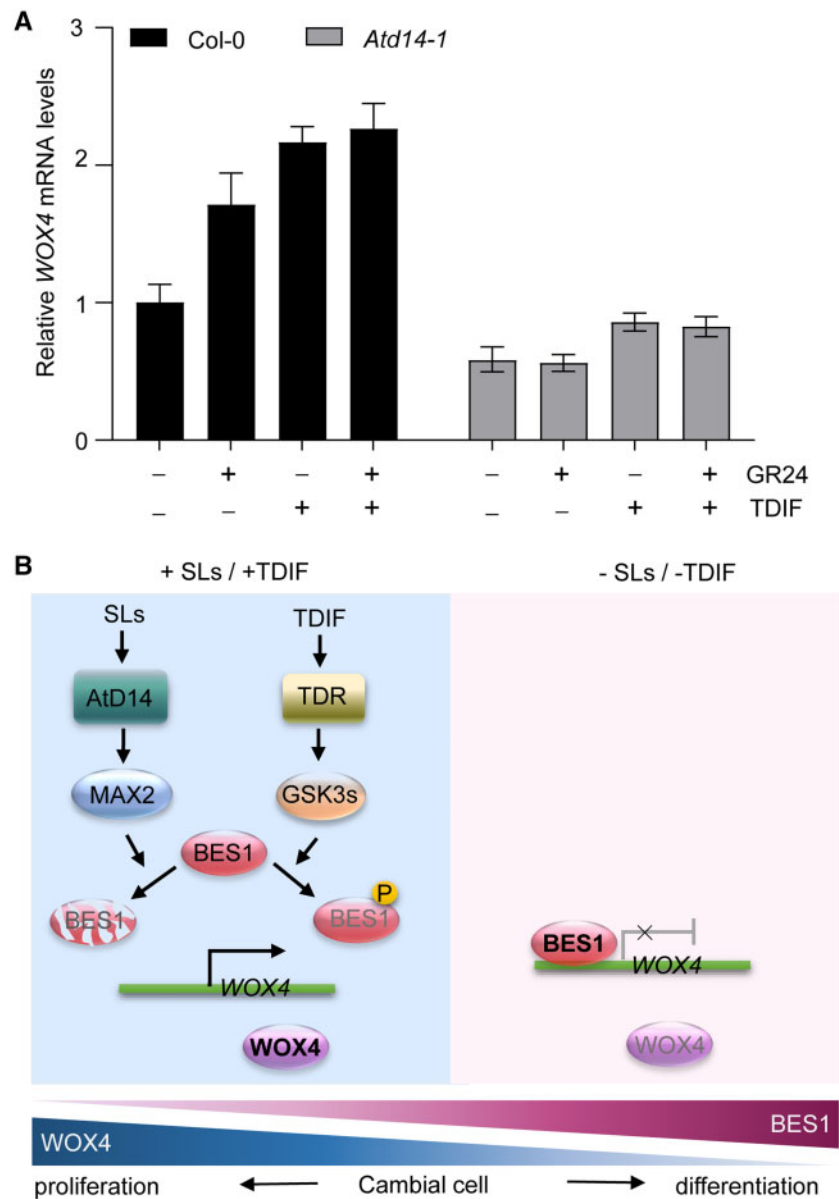 A
3
Col-0 Atd14-1
2
1
0
Relative WOX4 mRNA levels
– + – + – + – + GR24
– – + + – – + + TDIF
B
+ SLs / +TDIF - SLs / -TDIF
SLs TDIF
AtD14 TDR
MAX2 GSK3s
BES1
P
BES1 BES1
WOX4
WOX4
BES1
WOX4
WOX4
BES1
WOX4
proliferation Cambial cell differentiation